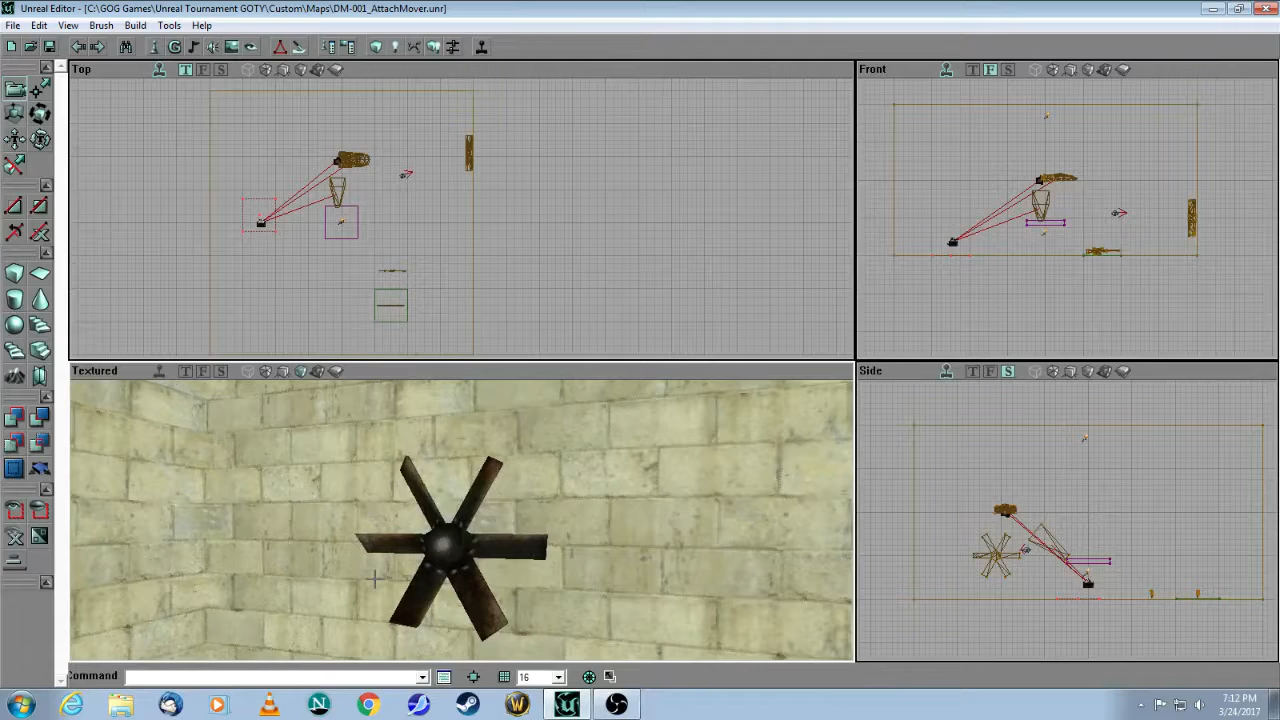 Unreal Editor - [C:\GOG Games\Unreal Tournament GOTY\Custom\Maps\DM-001_AttachMover.unr]
File Edit View Brush Build Tools Help
Top T F S
Front T F S
Textured T F S
Side T F S
Command 16
7:12 PM
3/24/2017